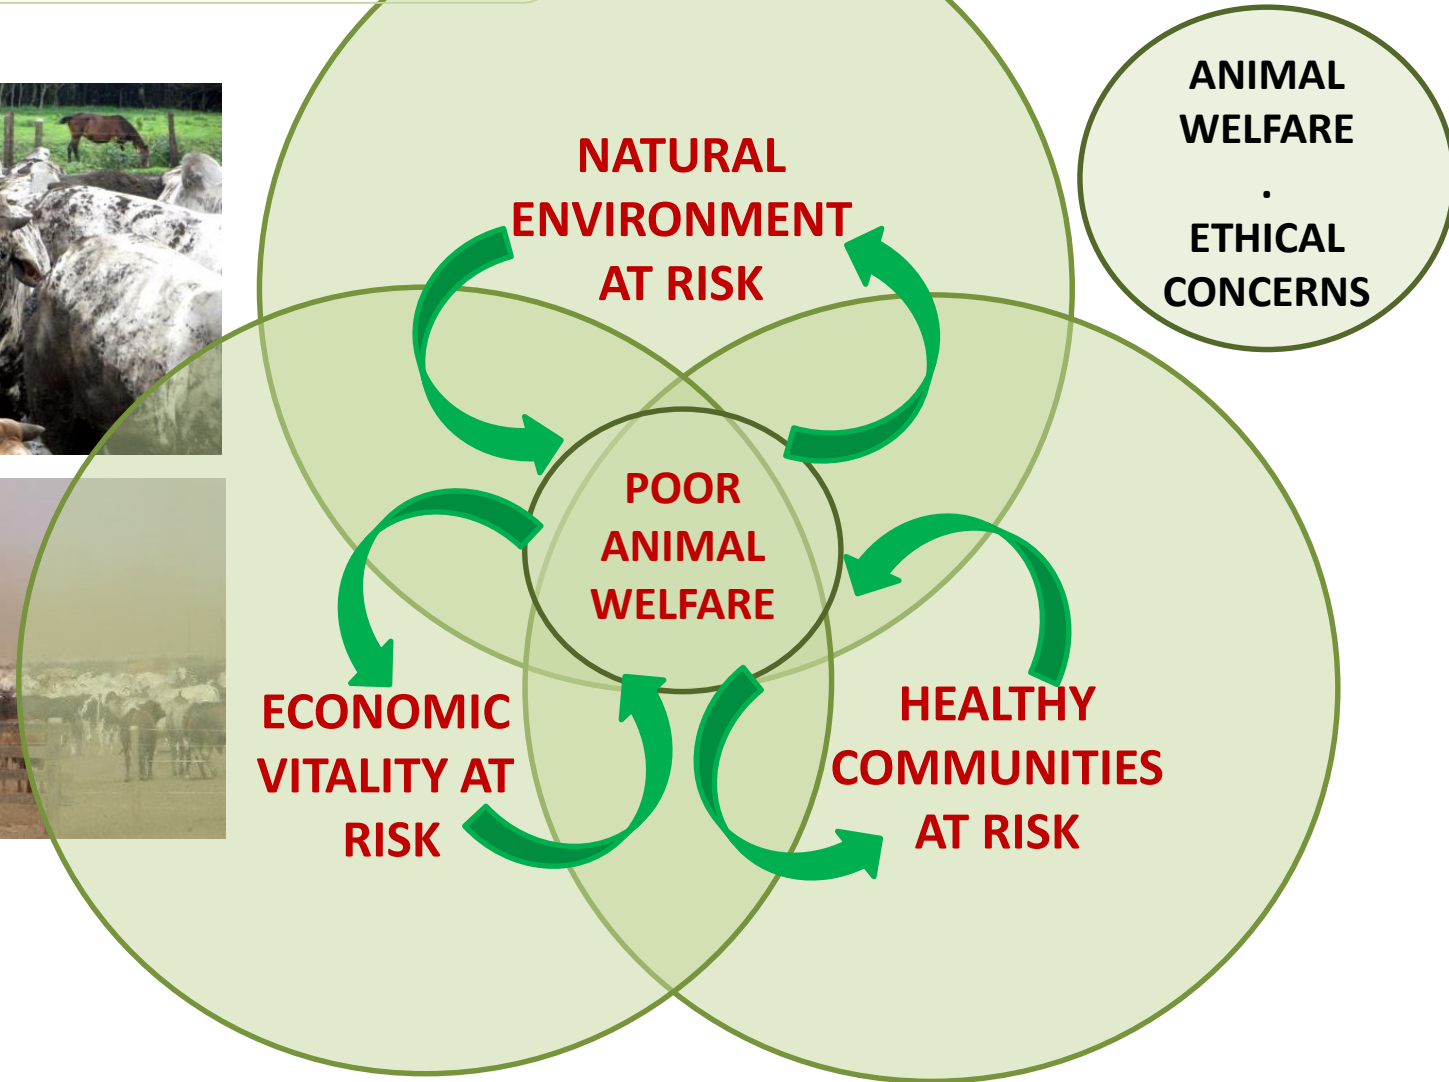 ANIMAL
WELFARE
.
ETHICAL
CONCERNS
NATURAL
ENVIRONMENT
AT RISK
POOR
ANIMAL
WELFARE
ECONOMIC
VITALITY AT
RISK
HEALTHY
COMMUNITIES
AT RISK